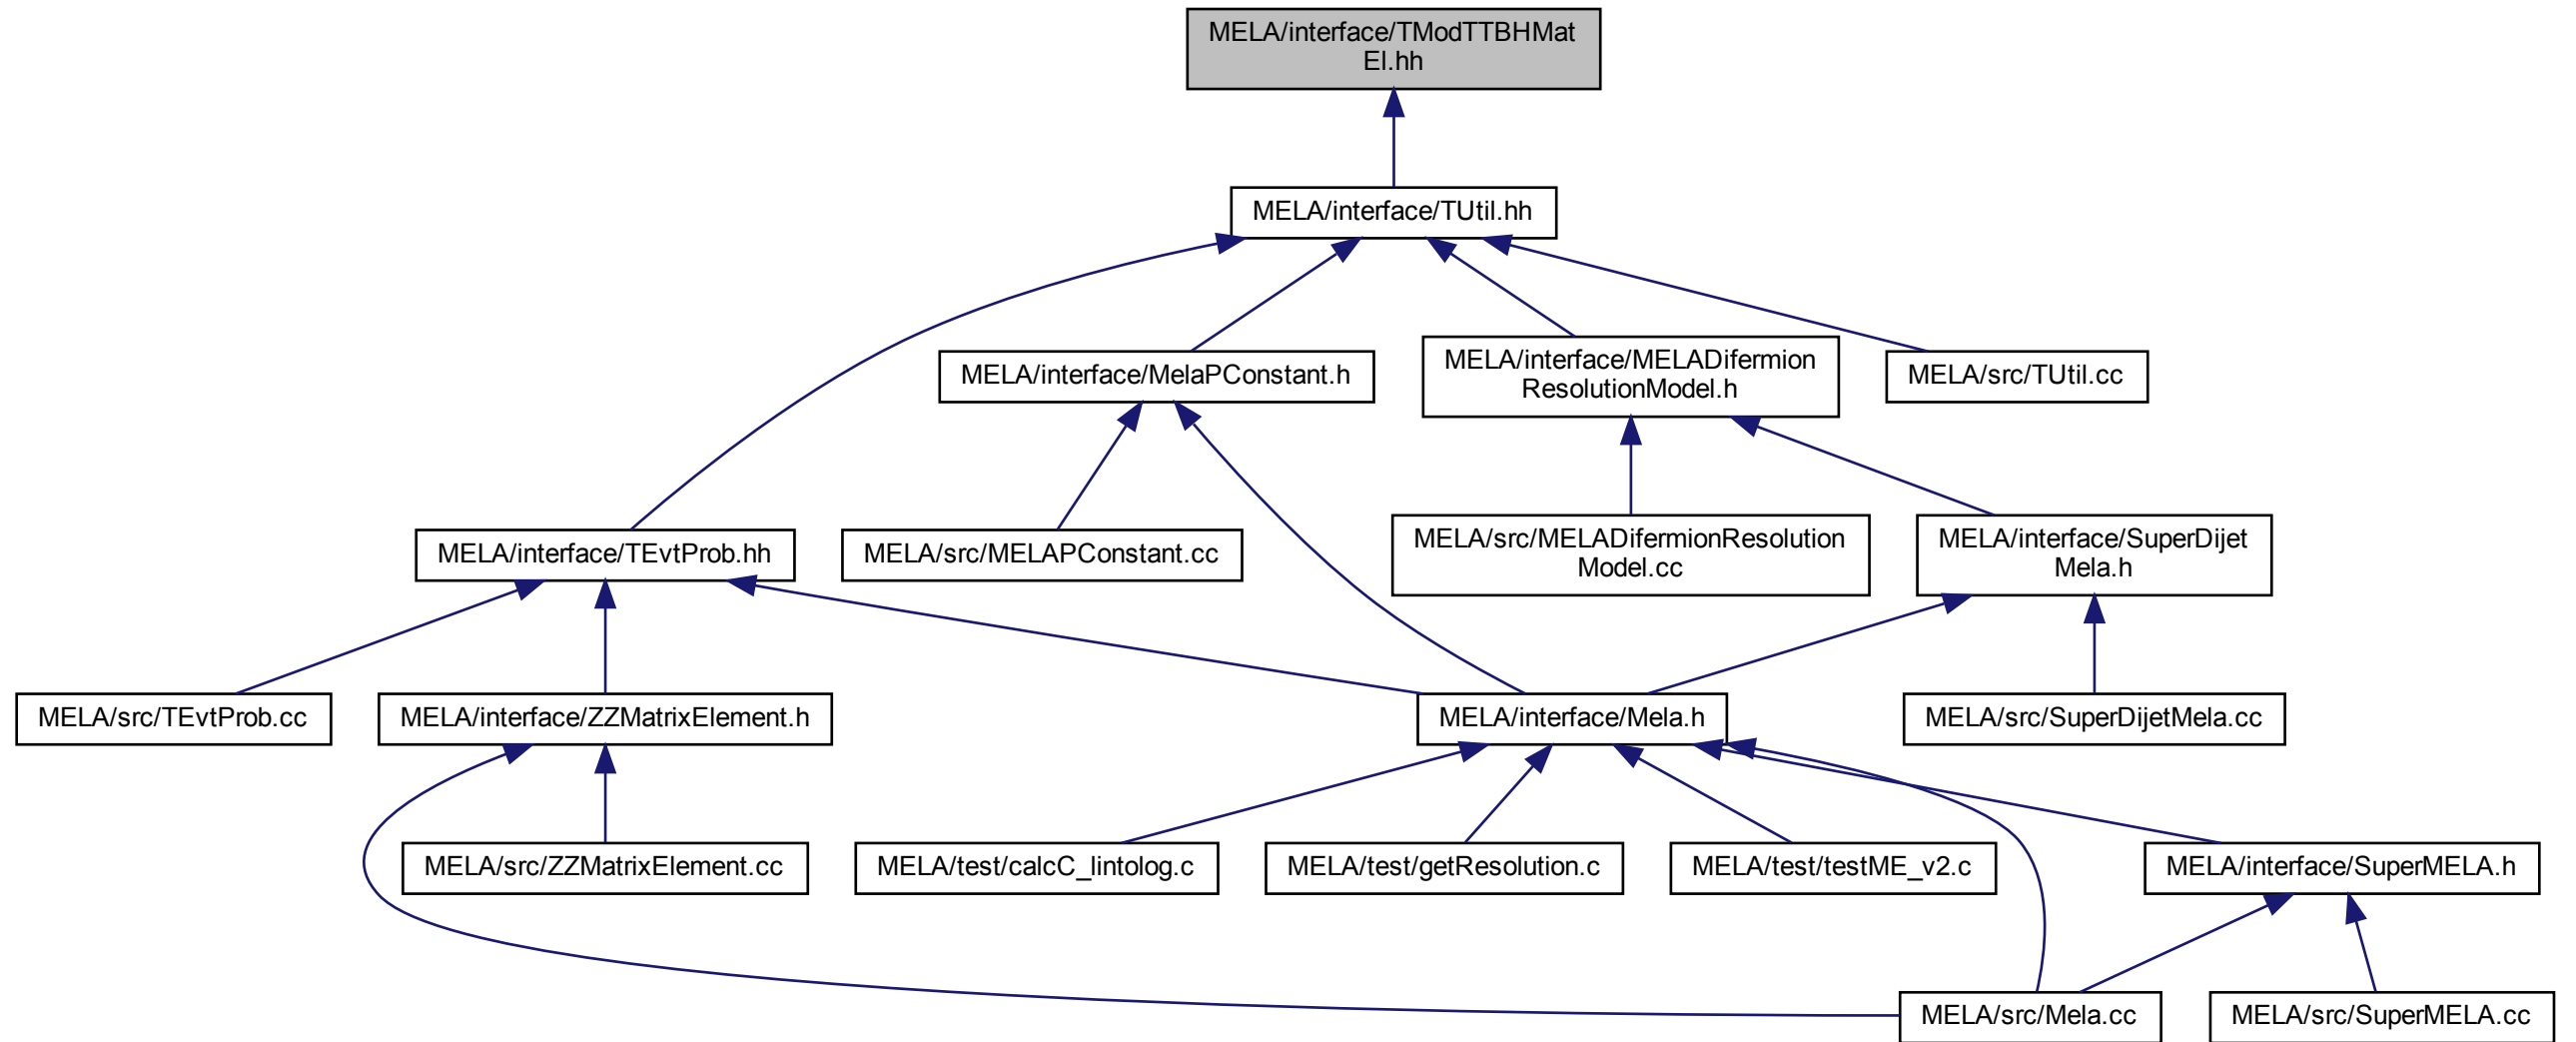 MELA/interface/TModTTBHMat
El.hh
MELA/interface/TUtil.hh
MELA/interface/MelaPConstant.h
MELA/interface/MELADifermion
ResolutionModel.h
MELA/src/TUtil.cc
MELA/interface/TEvtProb.hh
MELA/src/MELAPConstant.cc
MELA/src/MELADifermionResolution
Model.cc
MELA/interface/SuperDijet
Mela.h
MELA/src/TEvtProb.cc
MELA/interface/ZZMatrixElement.h
MELA/interface/Mela.h
MELA/src/SuperDijetMela.cc
MELA/src/ZZMatrixElement.cc
MELA/test/calcC_lintolog.c
MELA/test/getResolution.c
MELA/test/testME_v2.c
MELA/interface/SuperMELA.h
MELA/src/Mela.cc
MELA/src/SuperMELA.cc